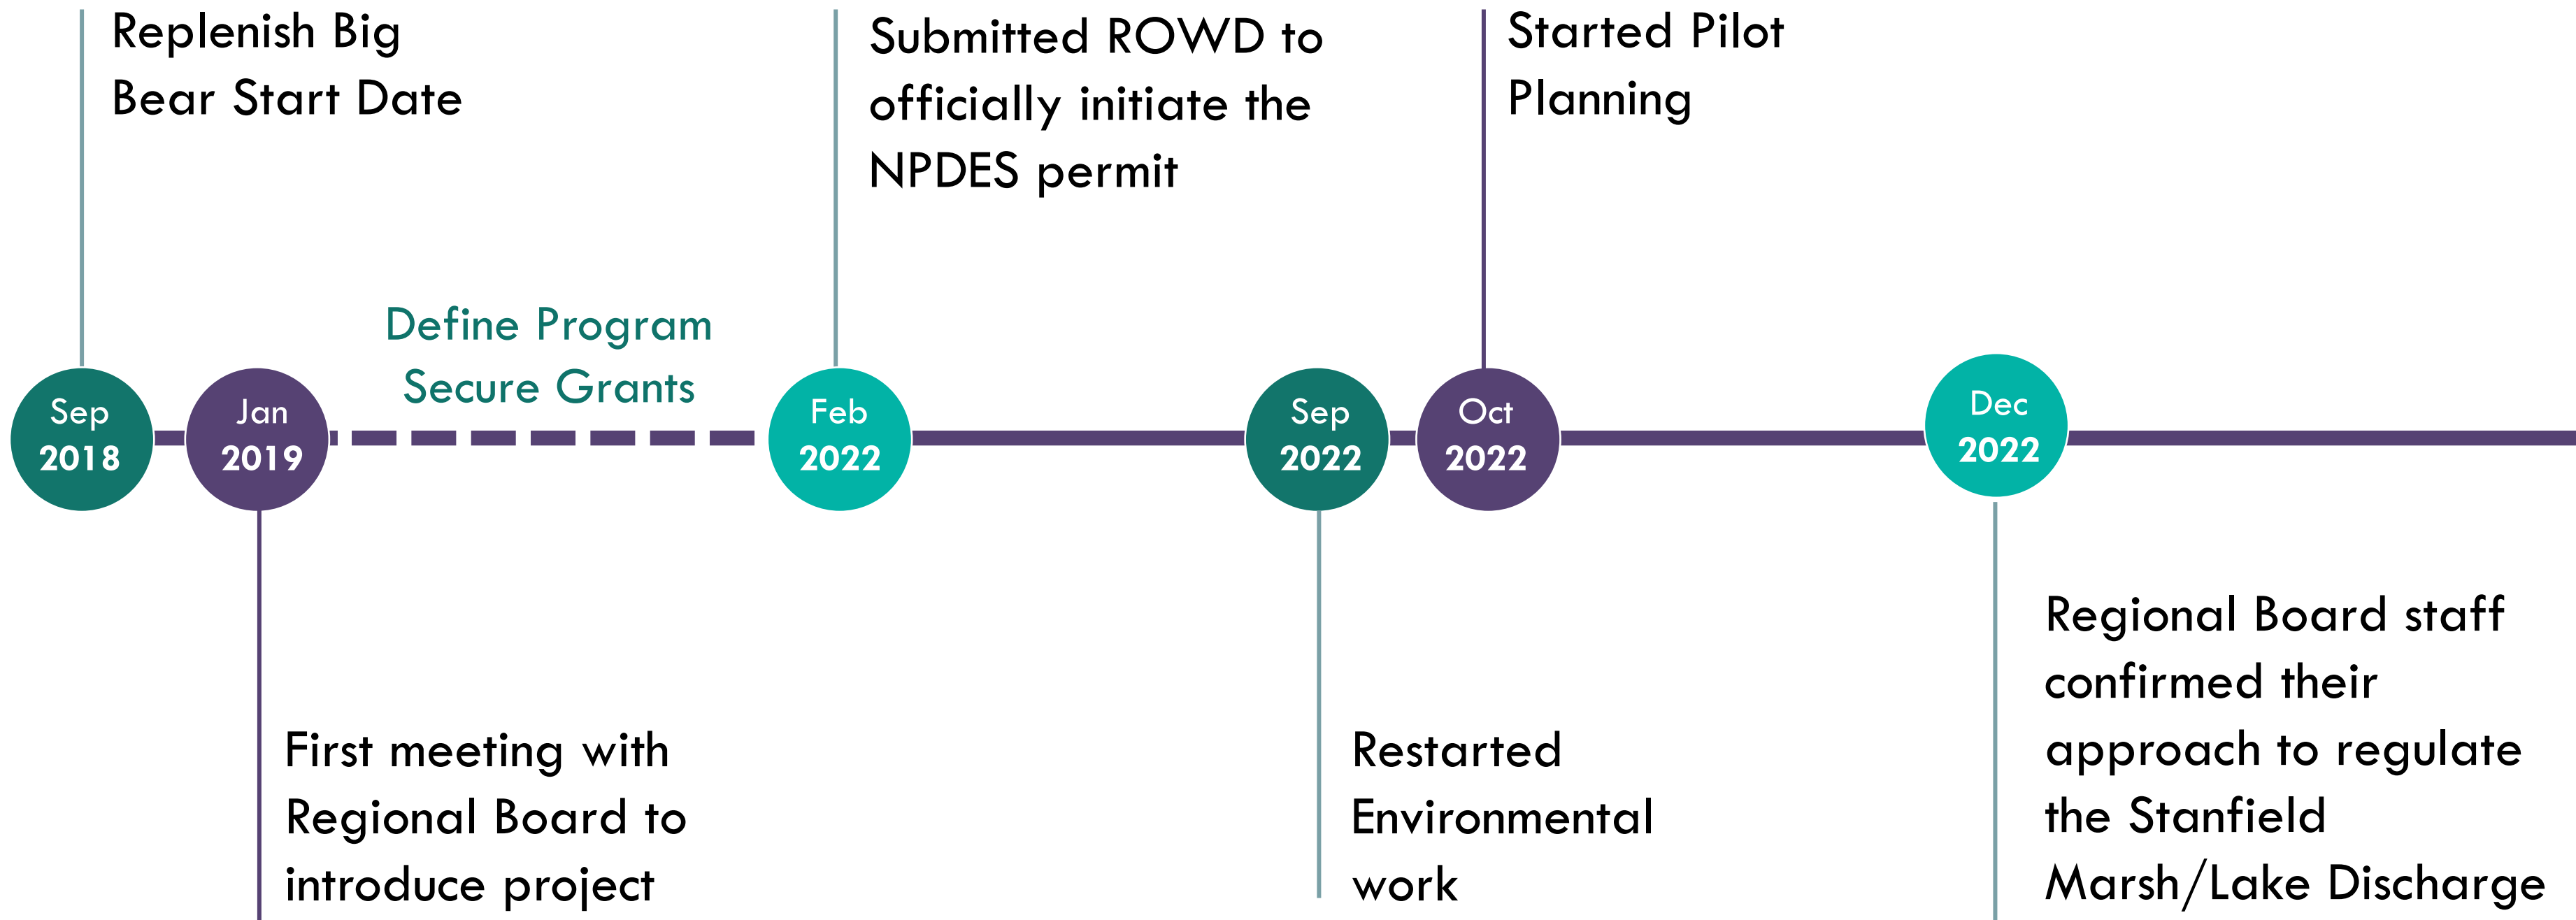 Replenish Big
Bear Start Date
Submitted ROWD to
officially initiate the
NPDES permit
Started Pilot
Planning
Define Program
Secure Grants
Sep
2018
Jan
2019
Feb
2022
Sep
2022
Oct
2022
Dec
2022
First meeting with
Regional Board to
introduce project
Restarted
Environmental
work
Regional Board staff
confirmed their
approach to regulate
the Stanfield
Marsh/Lake Discharge